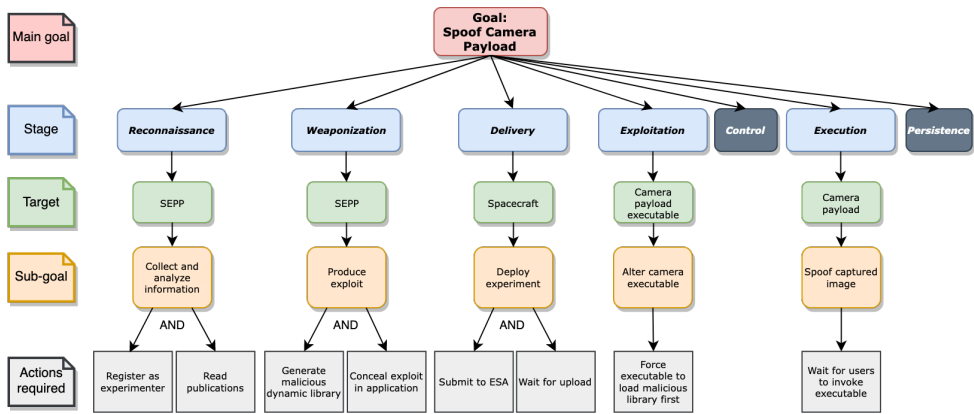 Main goal
Goal:
Spoof Camera
Payload
Stage
Reconnaissance
Weaponization
Delivery
Exploitation
Control
Execution
Persistence
Target
SEPP
SEPP
Spacecraft
Camera
payload
executable
Camera
payload
Sub-goal
Collect and
analyze
information
Produce
exploit
Deploy
experiment
Alter camera
executable
Spoof captured
image
AND
AND
AND
Actions
required
Register as
experimenter
Read
publications
Generate
malicious
dynamic library
Conceal exploit
in application
Submit to ESA
Wait for upload
Force
executable to
load malicious
library first
Wait for users
to invoke
executable